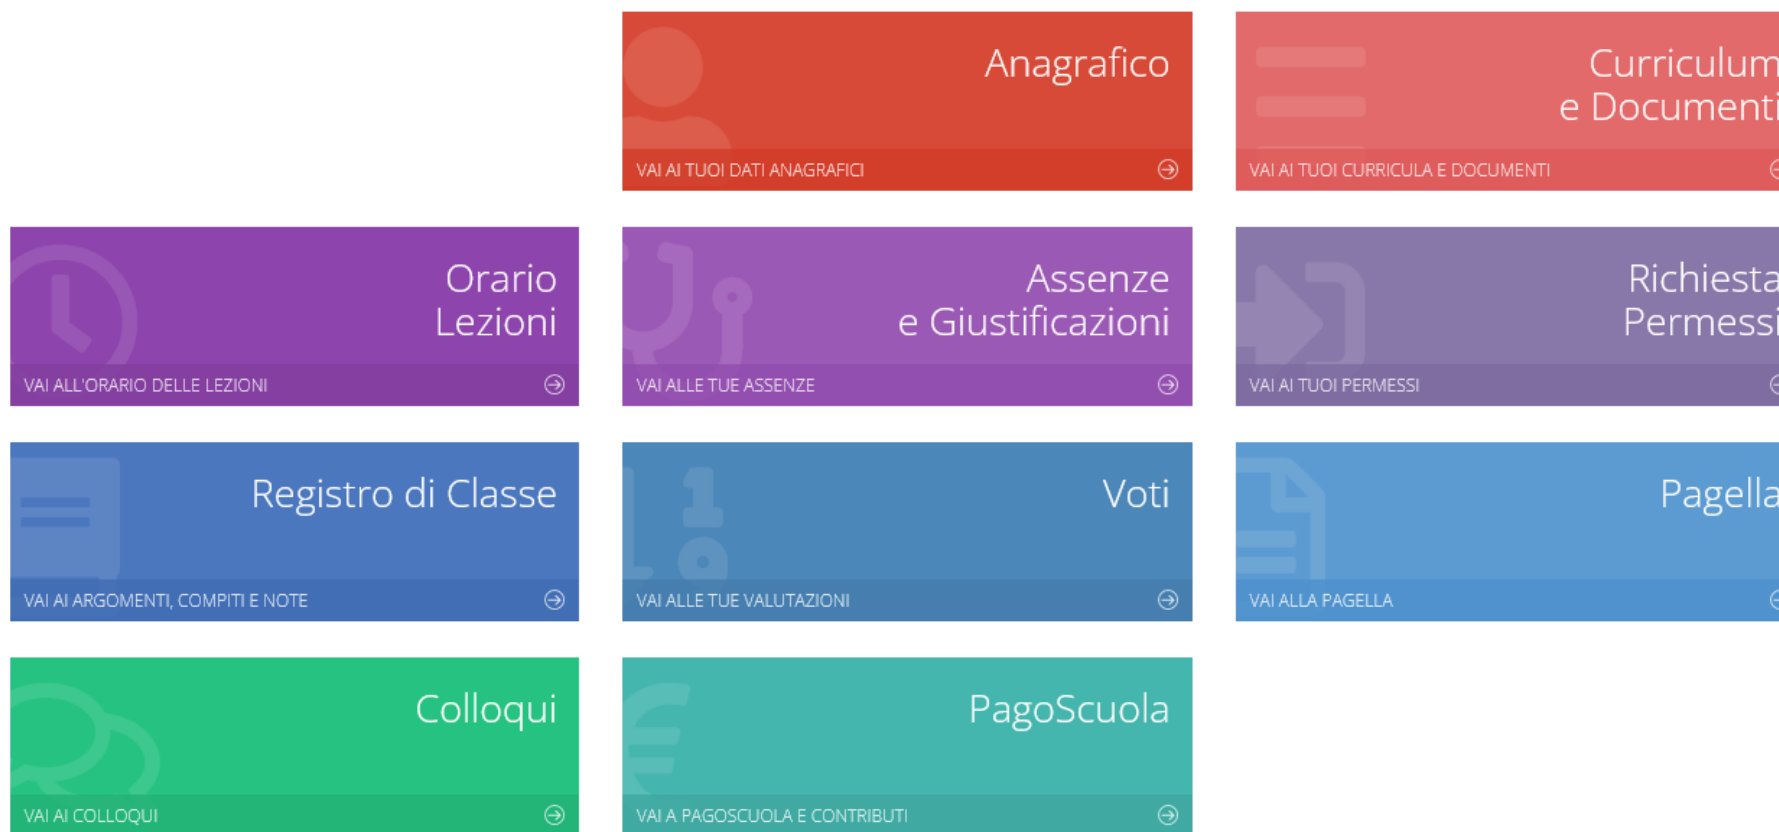 Anagrafico
VAI AI TUOI DATI ANAGRAFICI
Curriculum
e Documenti
VAI AI TUOI CURRICULA E DOCUMENTI
Orario
Lezioni
VAI ALL'ORARIO DELLE LEZIONI
Assenze
e Giustificazioni
VAI ALLE TUE ASSENZE
Richiesta
Permessi
VAI AI TUOI PERMESSI
Registro di Classe
VAI AI ARGOMENTI, COMPITI E NOTE
Voti
VAI ALLE TUE VALUTAZIONI
Pagella
VAI ALLA PAGELLA
Colloqui
VAI AI COLLOQUI
PagoScuola
VAI A PAGOSCUOLA E CONTRIBUTI